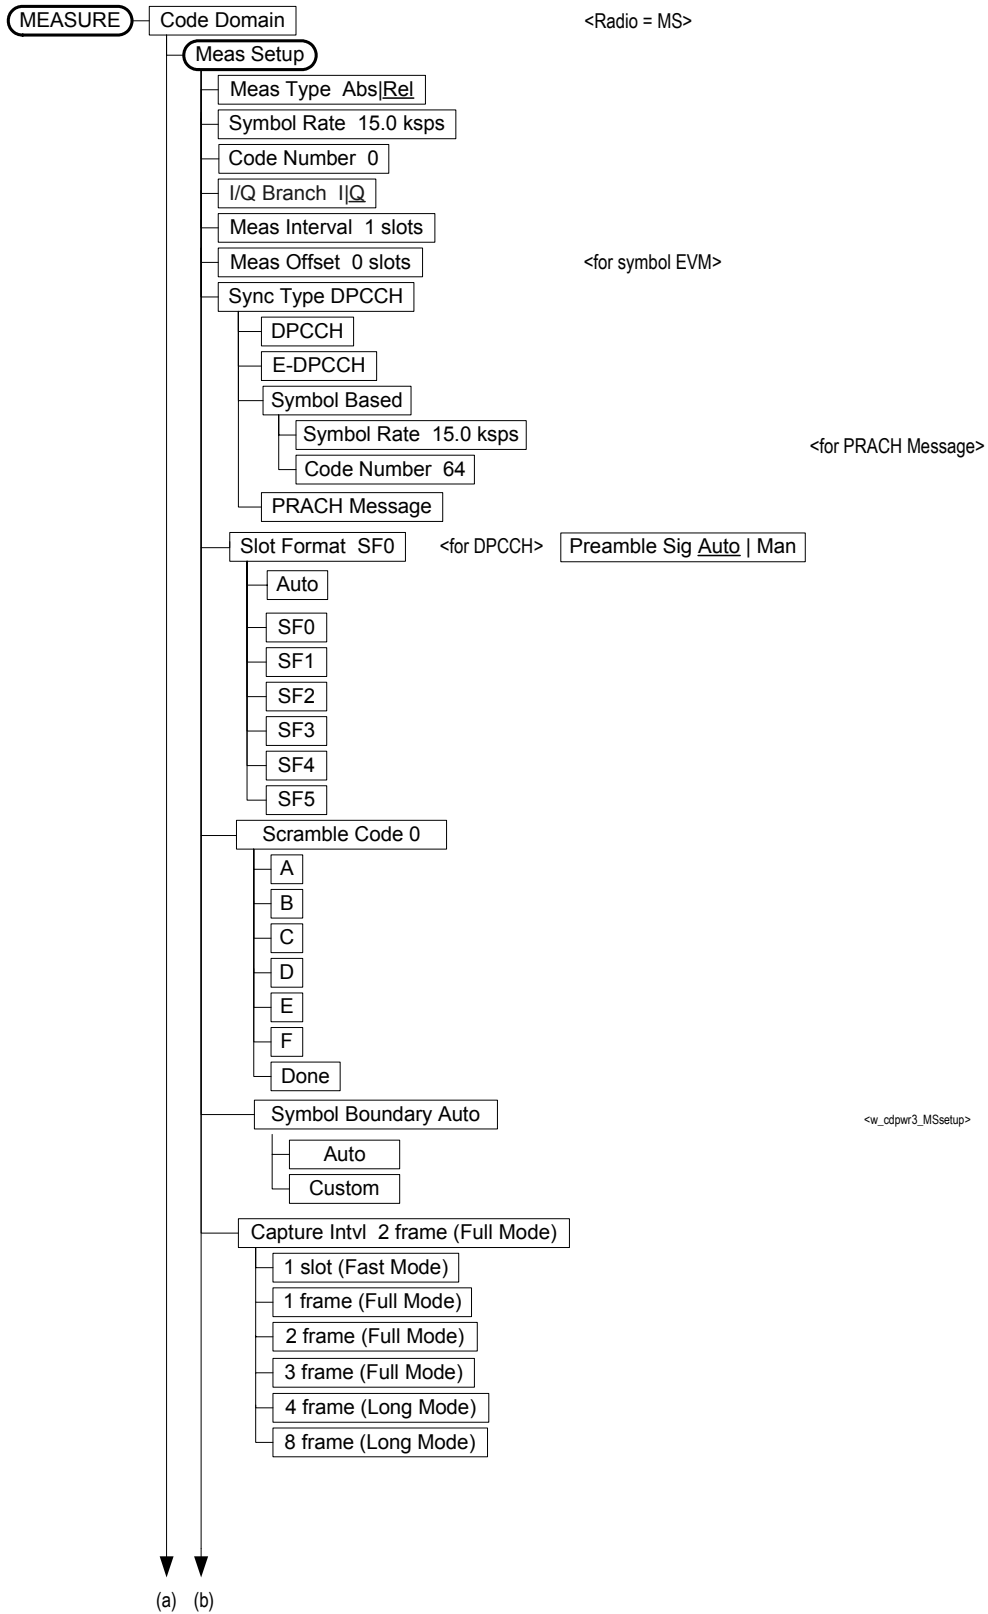 MEASURE Code Domain <Radio = MS>
Meas Setup
Meas Type Abs|Rel
Symbol Rate 15.0 ksps
Code Number 0
I/Q Branch I|Q
Meas Interval 1 slots
Meas Offset 0 slots <for symbol EVM>
Sync Type DPCCH
DPCCH
E-DPCCH
Symbol Based
Symbol Rate 15.0 ksps
<for PRACH Message>
Code Number 64
PRACH Message
Slot Format SF0 <for DPCCH> Preamble Sig Auto | Man
Auto
SF0
SF1
SF2
SF3
SF4
SF5
Scramble Code 0
A
B
C
D
E
F
Done
Symbol Boundary Auto <w_cdpwr3_MSsetup>
Auto
Custom
Capture Intvl 2 frame (Full Mode)
1 slot (Fast Mode)
1 frame (Full Mode)
2 frame (Full Mode)
3 frame (Full Mode)
4 frame (Long Mode)
8 frame (Long Mode)
(a) (b)